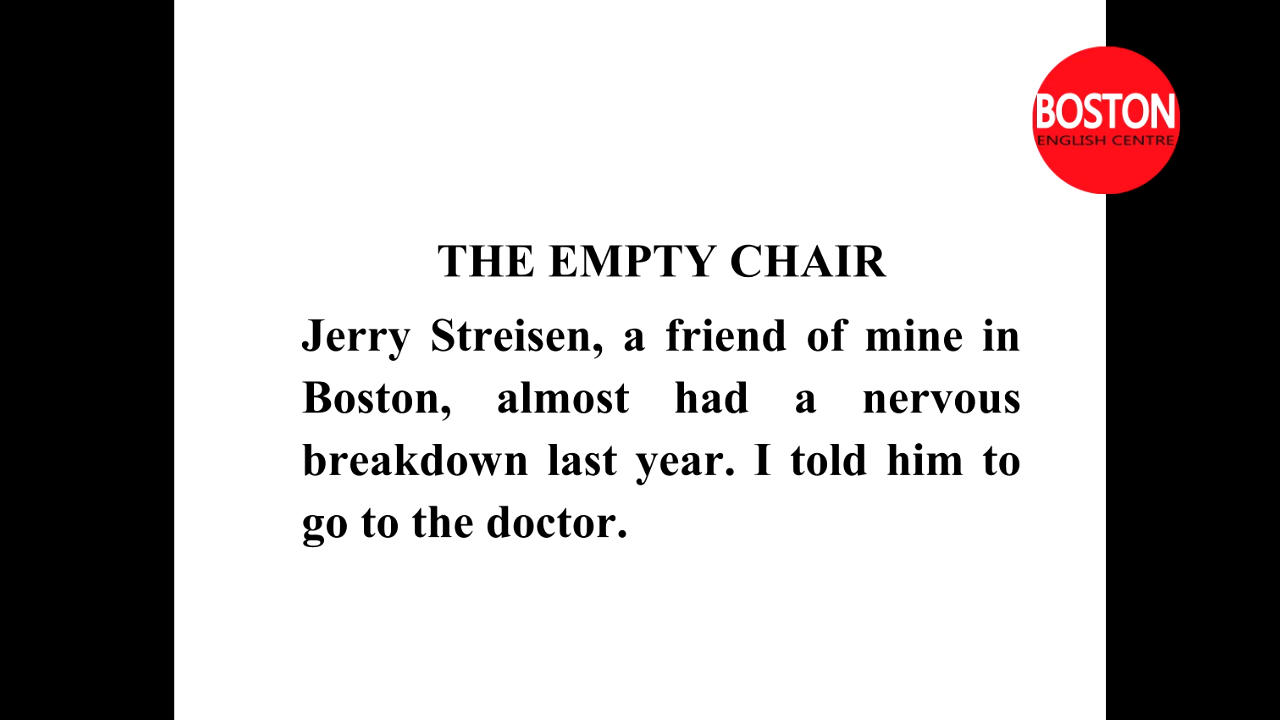 BOSTON
ENGLISH CENTRE
THE EMPTY CHAIR
Jerry Streisen, a friend of mine in
Boston, almost had a nervous
breakdown last year. I told him to
go to the doctor.